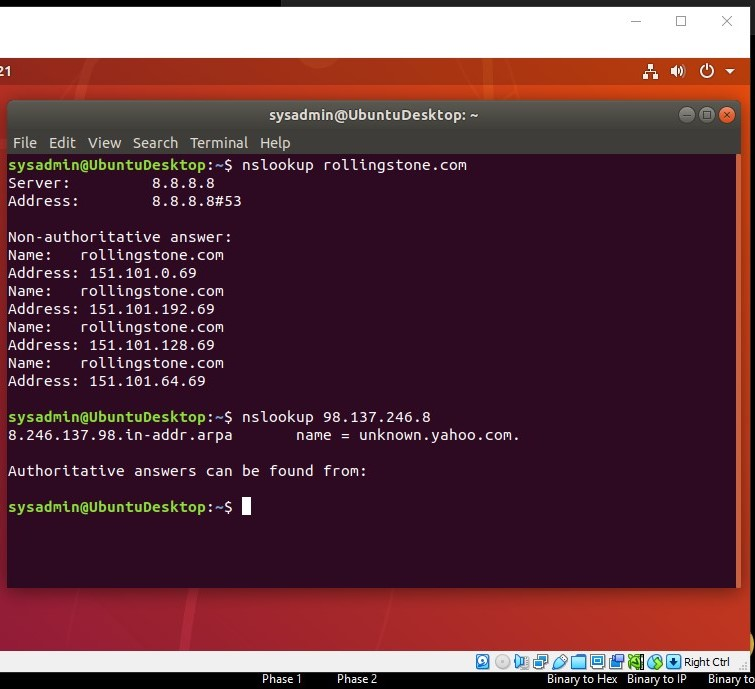 21
sysadmin@UbuntuDesktop: ~
File Edit View Search Terminal Help
sysadmin@UbuntuDesktop:~$ nslookup rollingstone.com
Server:         8.8.8.8
Address:        8.8.8.8#53
Non-authoritative answer:
Name:   rollingstone.com
Address: 151.101.0.69
Name:   rollingstone.com
Address: 151.101.192.69
Name:   rollingstone.com
Address: 151.101.128.69
Name:   rollingstone.com
Address: 151.101.64.69
sysadmin@UbuntuDesktop:~$ nslookup 98.137.246.8
8.246.137.98.in-addr.arpa       name = unknown.yahoo.com.
Authoritative answers can be found from:
sysadmin@UbuntuDesktop:~$
Right Ctrl
Phase 1 Phase 2 Binary to Hex Binary to IP Binary to